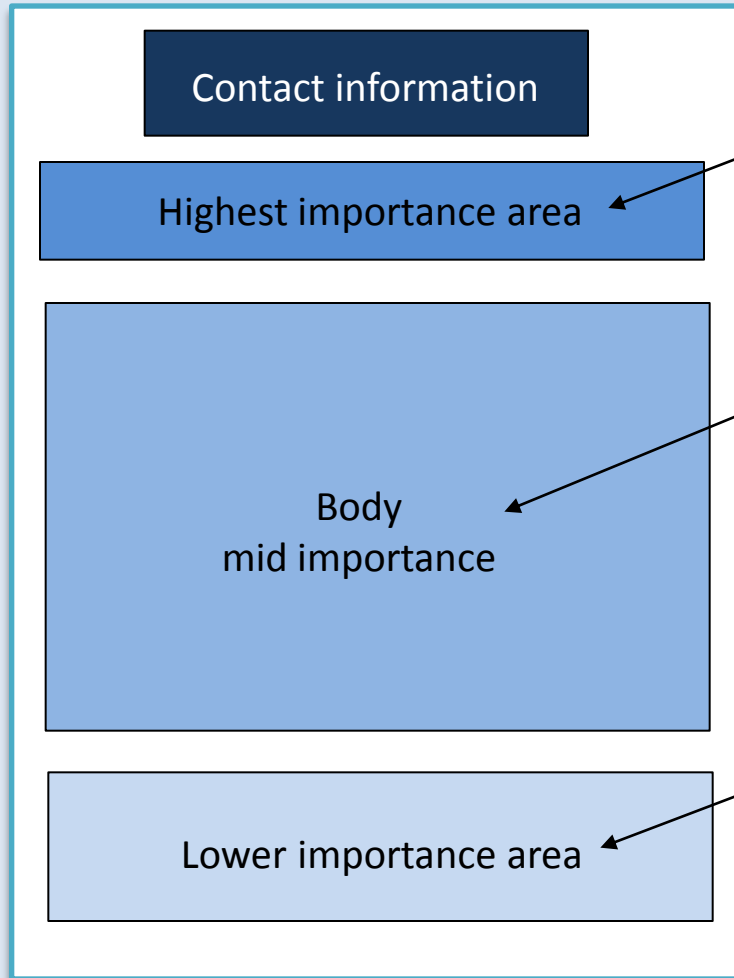 Contact information
Highest importance area
Body
mid importance
Lower importance area